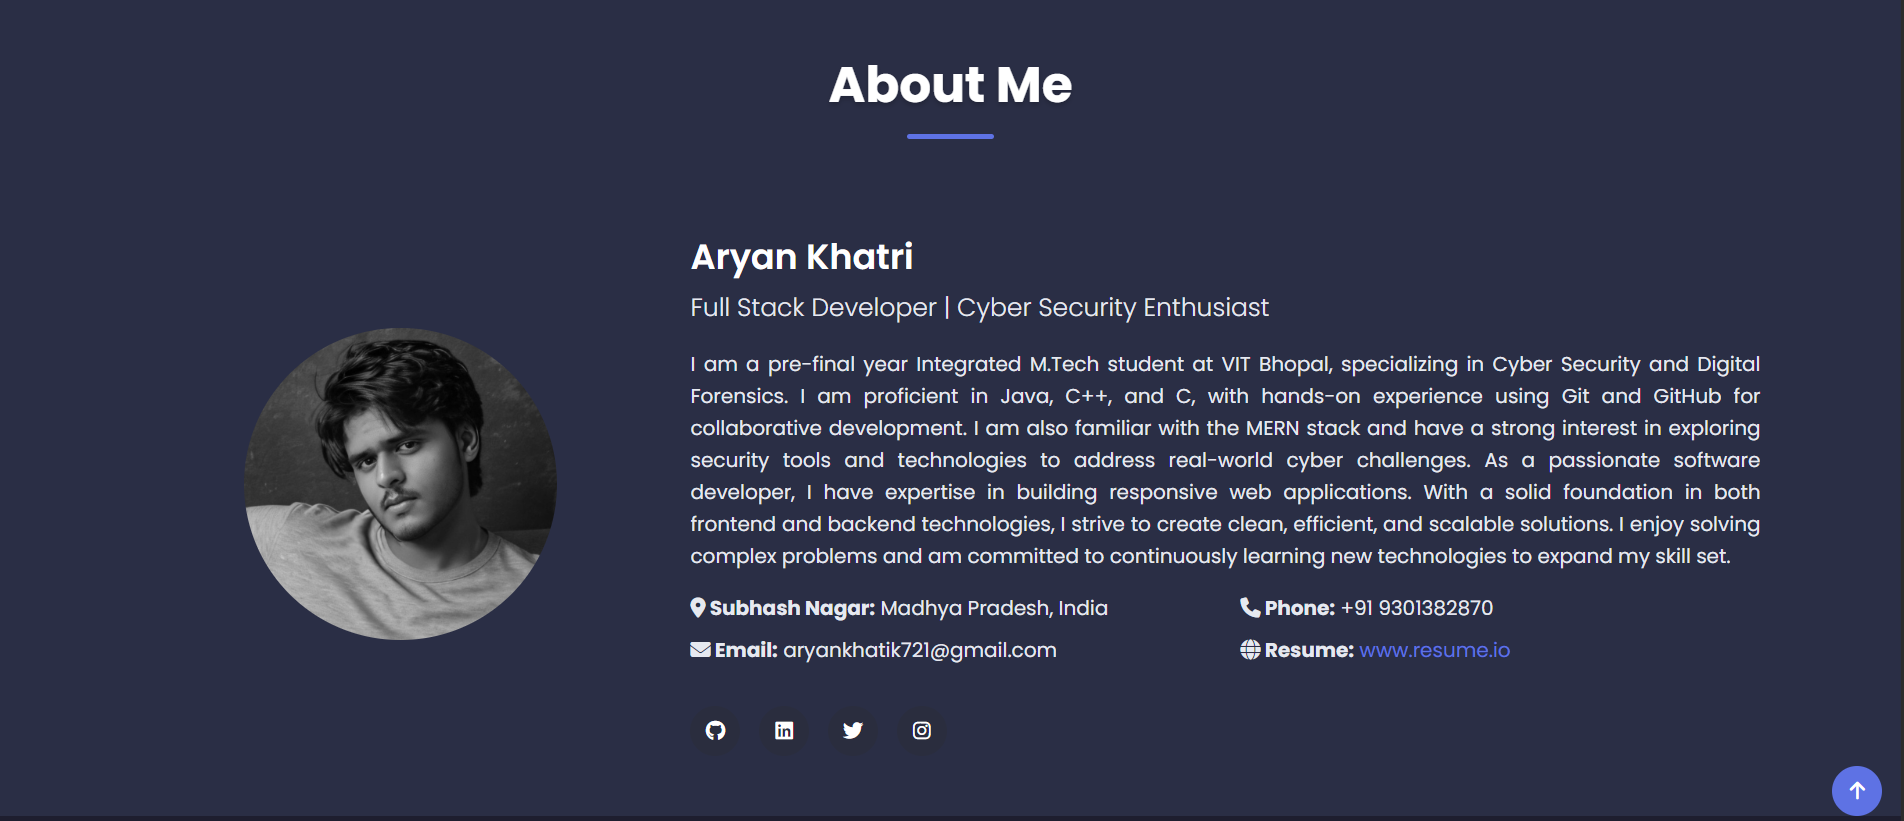 About Me
Aryan Khatri
Full Stack Developer | Cyber Security Enthusiast
I am a pre-final year Integrated M.Tech student at VIT Bhopal, specializing in Cyber Security and Digital
Forensics. I am proficient in Java, C++, and C, with hands-on experience using Git and GitHub for
collaborative development. I am also familiar with the MERN stack and have a strong interest in exploring
security tools and technologies to address real-world cyber challenges. As a passionate software
developer, I have expertise in building responsive web applications. With a solid foundation in both
frontend and backend technologies, I strive to create clean, efficient, and scalable solutions. I enjoy solving
complex problems and am committed to continuously learning new technologies to expand my skill set.
Subhash Nagar: Madhya Pradesh, India
Phone: +91 9301382870
Email: aryankhatik721@gmail.com
Resume: www.resume.io